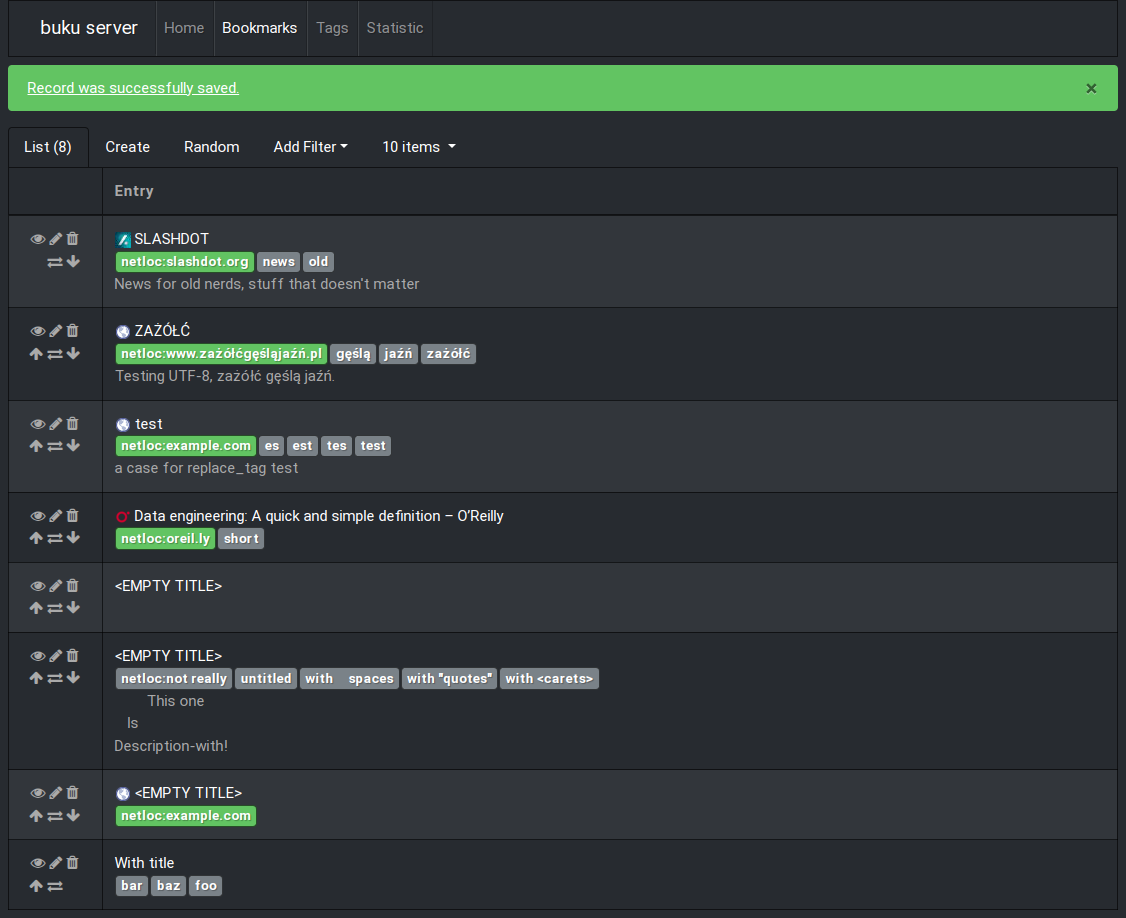 buku server Home Bookmarks Tags Statistic
Record was successfully saved. ×
List (8) Create Random Add Filter 10 items
Entry
SLASHDOT
netloc:slashdot.org news old
News for old nerds, stuff that doesn't matter
ZAŻÓŁĆ
netloc:www.zażółćgęśląjaźń.pl gęślą jaźń zażółć
Testing UTF-8, zażółć gęślą jaźń.
test
netloc:example.com es est tes test
a case for replace_tag test
Data engineering: A quick and simple definition – O’Reilly
netloc:oreil.ly short
<EMPTY TITLE>
<EMPTY TITLE>
netloc:not really untitled with    spaces with "quotes" with <carets>
This one
Is
Description-with!
<EMPTY TITLE>
netloc:example.com
With title
bar baz foo